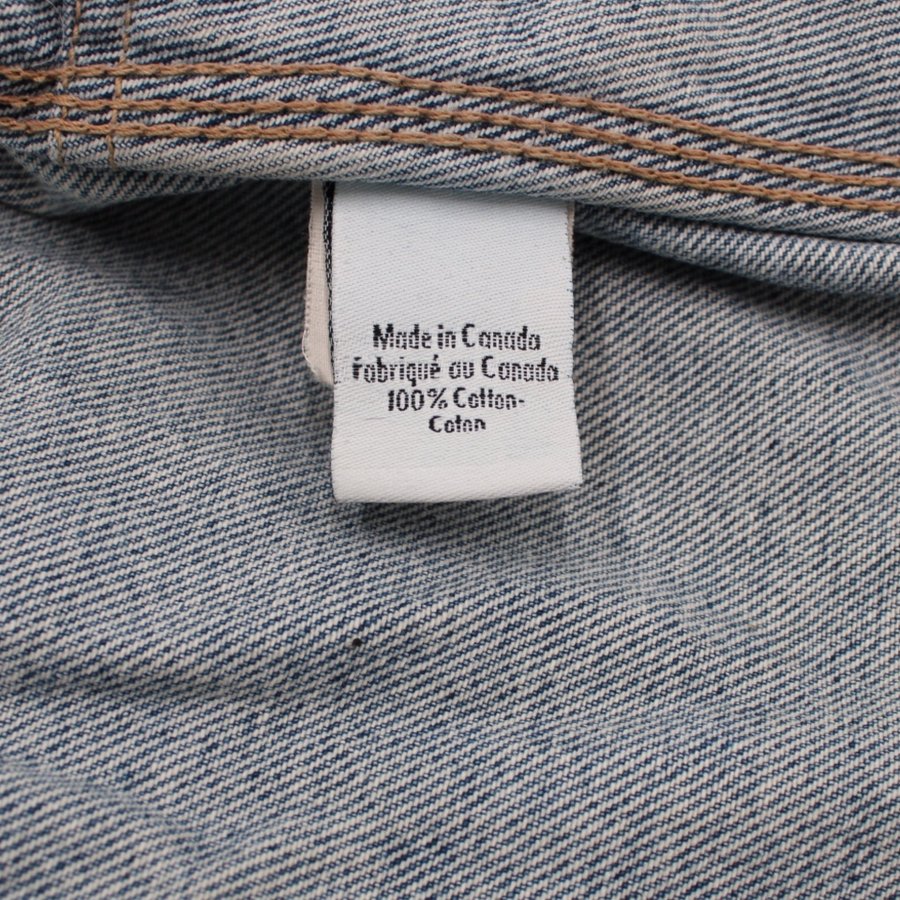 Made in Canada
Fabriqué au Canada
100% Cotton-
Coton